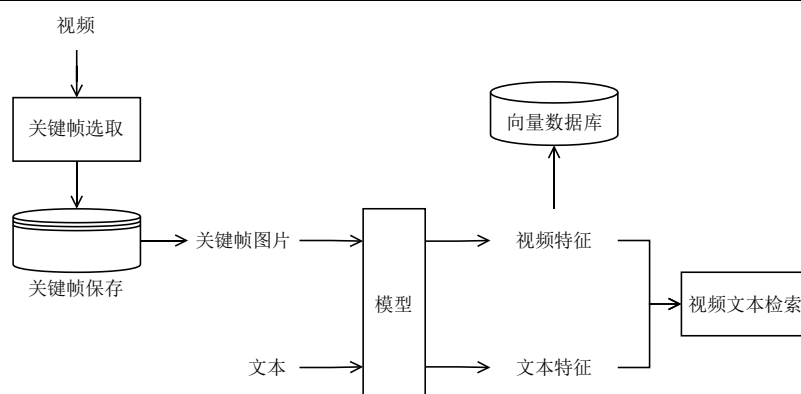 视频
关键帧选取
向量数据库
关键帧图片
视频特征
关键帧保存
模型
视频文本检索
文本
文本特征